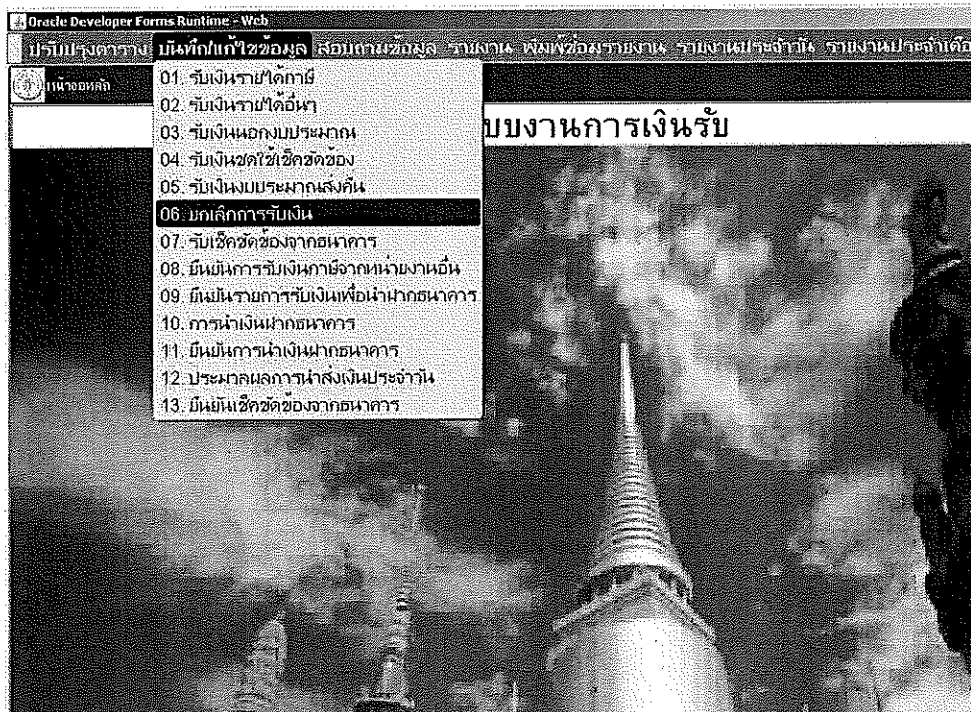 Oracle Developer Forms Runtime - Web
ปรับปรุงตาราง บันทึก/แก้ไขข้อมูล สอบถามข้อมูล รายงาน พิมพ์ซ่อมรายงาน รายงานประจำวัน รายงานประจำเดือ
หน้าจอหลัก
บบงานการเงินรับ
01. รับเงินรายได้ภาษี
02. รับเงินรายได้อื่นๆ
03. รับเงินนอกงบประมาณ
04. รับเงินชดใช้เช็คขัดข้อง
05. รับเงินงบประมาณส่งคืน
06. ยกเลิกการรับเงิน
07. รับเช็คขัดข้องจากธนาคาร
08. ยืนยันการรับเงินภาษีจากหน่วยงานอื่น
09. ยืนยันรายการรับเงินเพื่อนำฝากธนาคาร
10. การนำเงินฝากธนาคาร
11. ยืนยันการนำเงินฝากธนาคาร
12. ประมวลผลการนำส่งเงินประจำวัน
13. ยืนยันเช็คขัดข้องจากธนาคาร